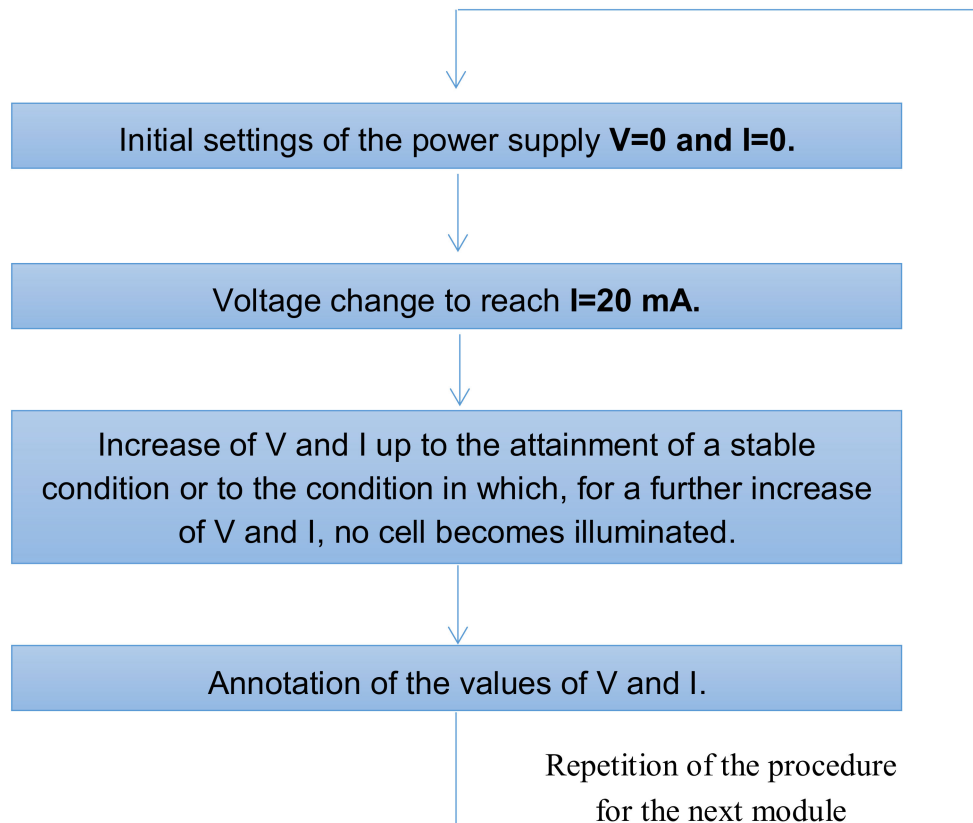 Initial settings of the power supply V=0 and I=0.
Voltage change to reach I=20 mA.
Increase of V and I up to the attainment of a stable
condition or to the condition in which, for a further increase
of V and I, no cell becomes illuminated.
Annotation of the values of V and I.
Repetition of the procedure
for the next module